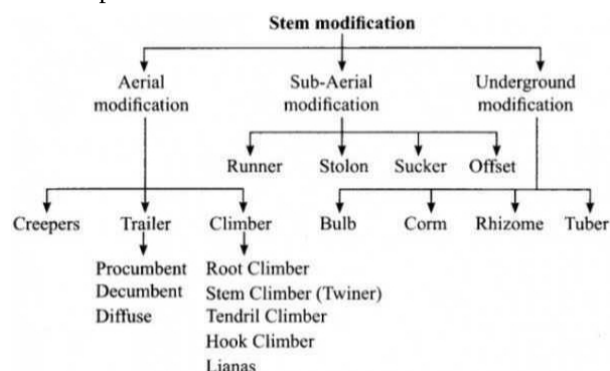 Stem modification
Aerial
modification
Sub-Aerial
modification
Underground
modification
Runner Stolon Sucker Offset
Creepers Trailer Climber Bulb Corm Rhizome Tuber
Procumbent
Decumbent
Diffuse
Root Climber
Stem Climber (Twiner)
Tendril Climber
Hook Climber
Lianas